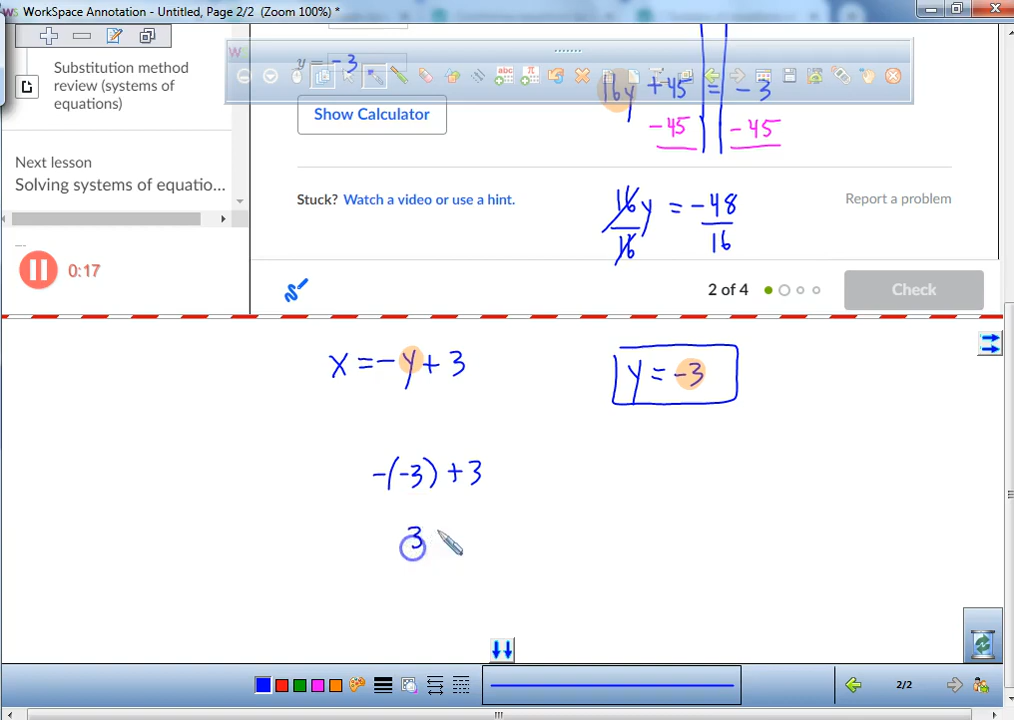 WorkSpace Annotation - Untitled, Page 2/2 (Zoom 100%) *
Substitution method
review (systems of
equations)
Next lesson
Solving systems of equatio...
0:17
y = -3
Show Calculator
16y + 45 = - 3
-45 -45
Stuck? Watch a video or use a hint.
Report a problem
16y = -48
16 16
2 of 4
Check
x = - y + 3
y = -3
-(-3) + 3
3
2/2